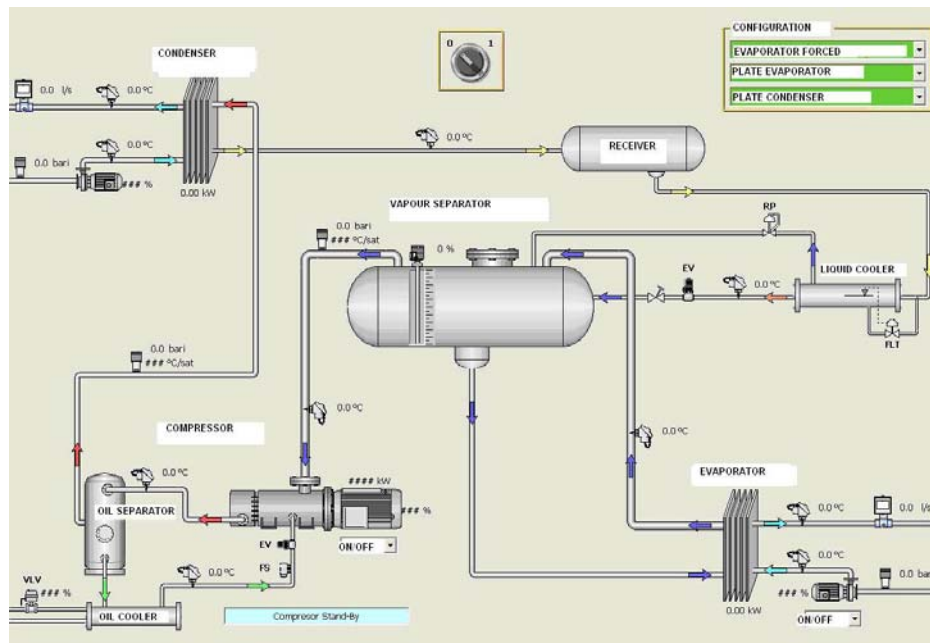 CONDENSER
0 1
CONFIGURATION
EVAPORATOR FORCED
PLATE EVAPORATOR
PLATE CONDENSER
0.0 l/s
0.0 ºC
0.0 ºC
0.0 ºC
0.0 bari
### %
0.00 kW
RECEIVER
VAPOUR SEPARATOR
RP
0.0 bari
### ºC/sat
0 %
EV
0.0 ºC
LIQUID COOLER
FLT
0.0 bari
### ºC/sat
0.0 ºC
0.0 ºC
COMPRESSOR
0.0 ºC
#### kW
OIL SEPARATOR
### %
EV
ON/OFF
FS
EVAPORATOR
0.0 ºC
0.0 l/s
VLV
### %
0.0 ºC
OIL COOLER
Compresor Stand-By
0.0 ºC
0.0 bari
### %
0.00 kW
ON/OFF